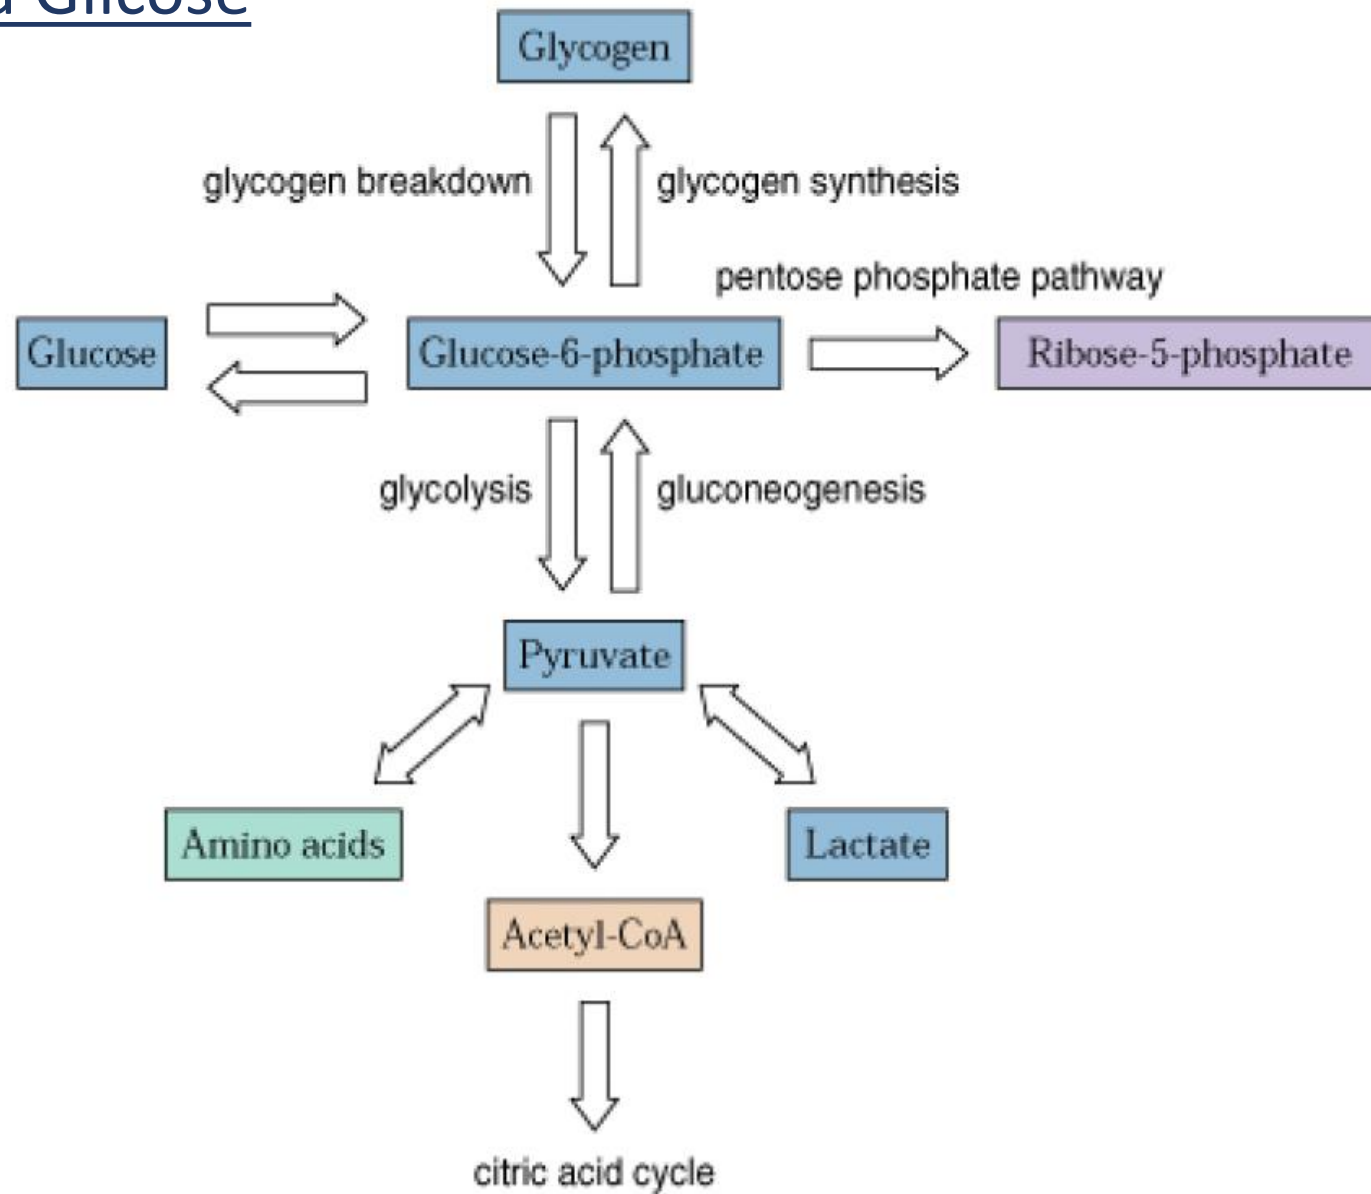 Glicose
Glycogen
glycogen breakdown
glycogen synthesis
pentose phosphate pathway
Glucose
Glucose-6-phosphate
Ribose-5-phosphate
glycolysis
gluconeogenesis
Pyruvate
Amino acids
Lactate
Acetyl-CoA
citric acid cycle